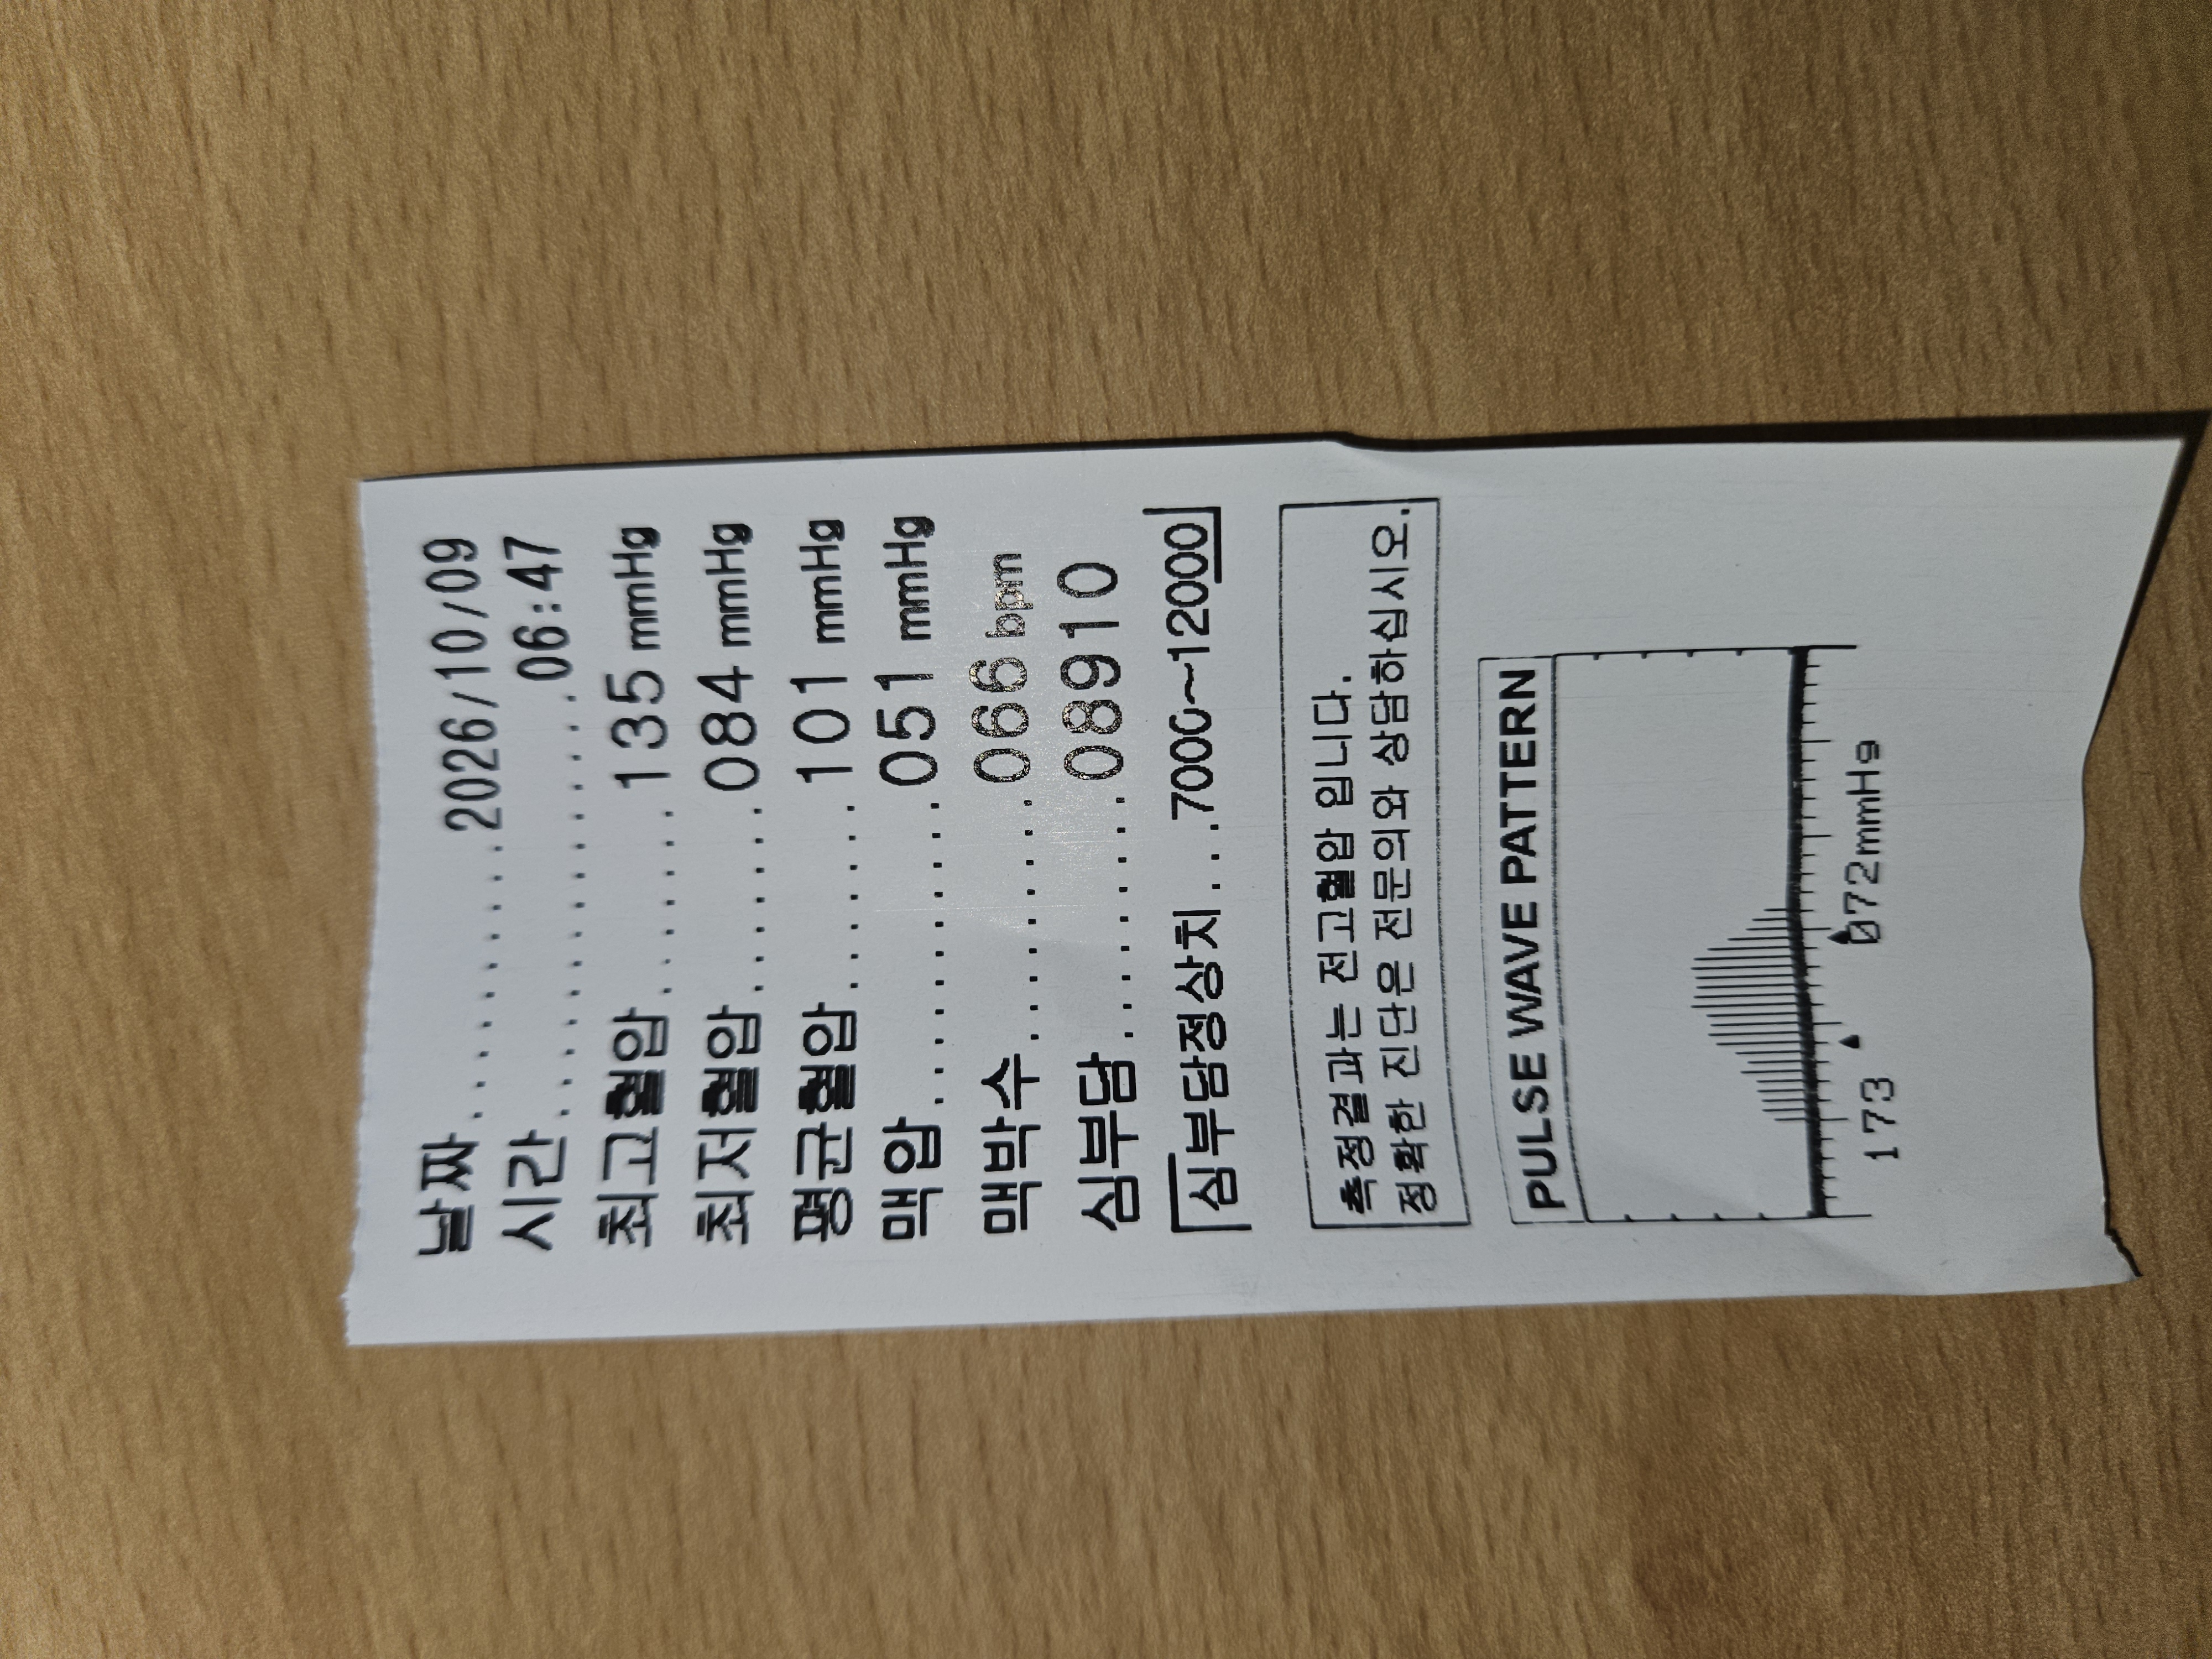 날짜..........2026/10/09
시간...............06:47
최고혈압.......135 mmHg
최저혈압.......084 mmHg
평균혈압.......101 mmHg
맥압...........051 mmHg
맥박수.........066 bpm
심부담.........08910
심부담정상치...7000~12000
측정결과는 전고혈압 입니다.
정확한 진단은 전문의와 상담하십시오.
PULSE WAVE PATTERN
173 072mmHg